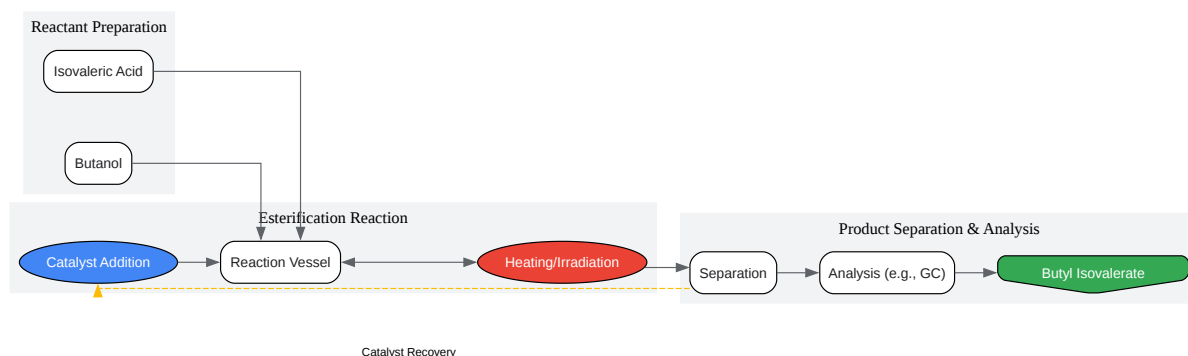 Reactant Preparation
Isovaleric Acid
Butanol
Esterification Reaction
Catalyst Addition
Reaction Vessel
Heating/Irradiation
Product Separation & Analysis
Separation
Analysis (e.g., GC)
Butyl Isovalerate
Catalyst Recovery